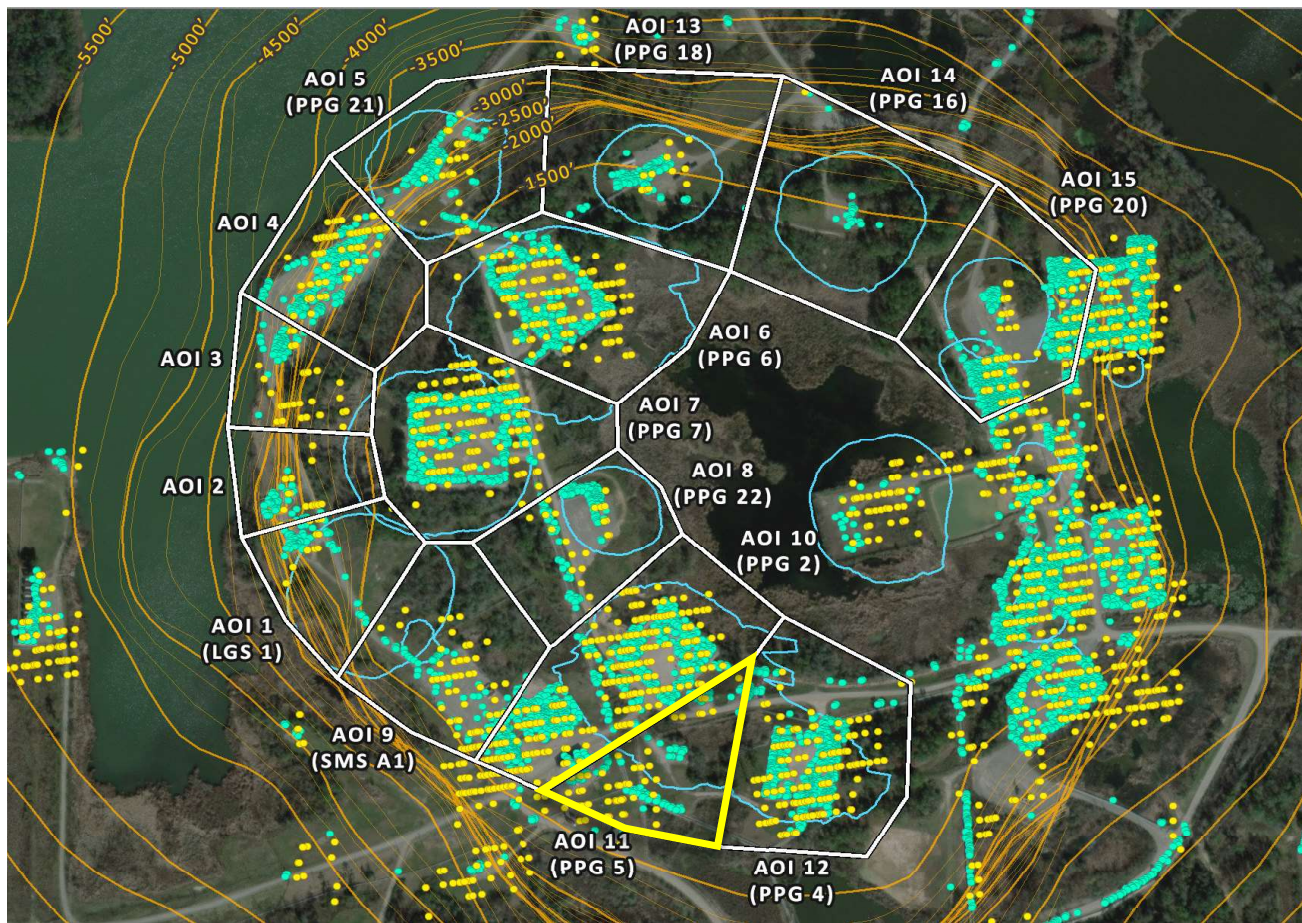 -5500'
-5000'
-4500'
-4000'
-3500'
-3000'
-2500'
-2000'
-1500'
AOI 13
(PPG 18)
AOI 14
(PPG 16)
AOI 5
(PPG 21)
AOI 15
(PPG 20)
AOI 4
AOI 3
AOI 6
(PPG 6)
AOI 7
(PPG 7)
AOI 2
AOI 8
(PPG 22)
AOI 10
(PPG 2)
AOI 1
(LGS 1)
AOI 9
(SMS A1)
AOI 11
(PPG 5)
AOI 12
(PPG 4)